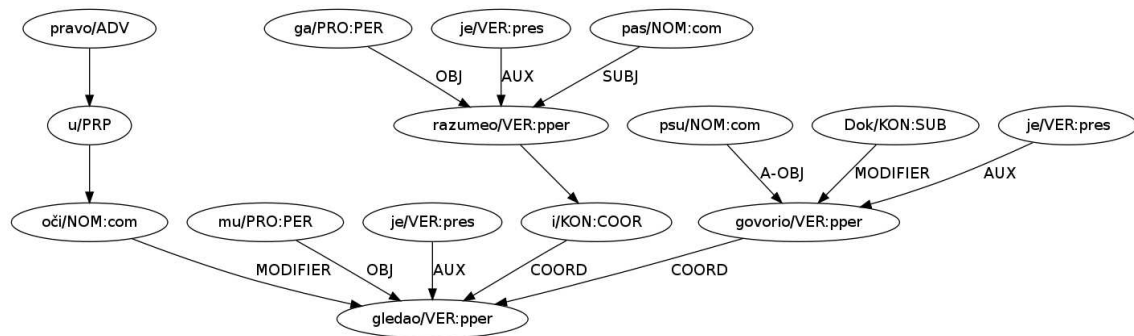 pravo/ADV ga/PRO:PER je/VER:pres pas/NOM:com
OBJ AUX SUBJ
u/PRP razumeo/VER:pper psu/NOM:com Dok/KON:SUB je/VER:pres
A-OBJ MODIFIER AUX
oči/NOM:com mu/PRO:PER je/VER:pres i/KON:COOR govorio/VER:pper
MODIFIER OBJ AUX COORD COORD
gledao/VER:pper